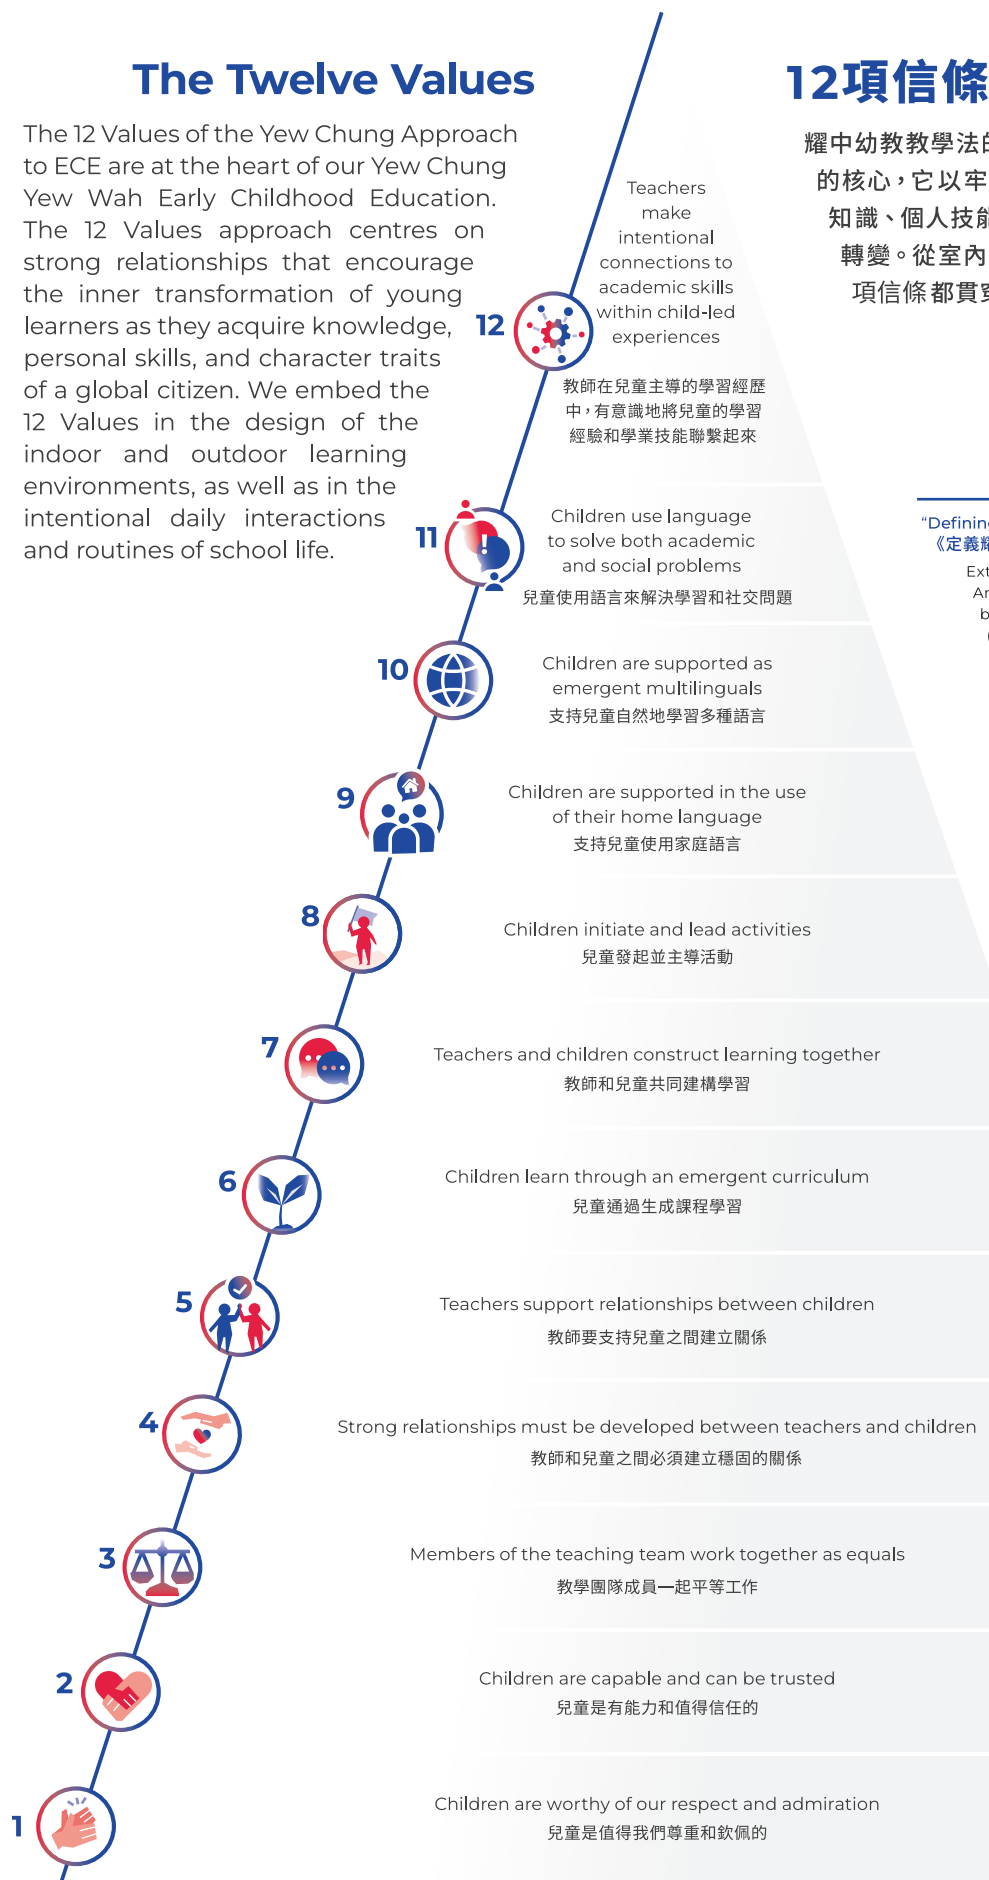 The Twelve Values
The 12 Values of the Yew Chung Approach
to ECE are at the heart of our Yew Chung
Yew Wah Early Childhood Education.
The 12 Values approach centres on
strong relationships that encourage
the inner transformation of young
learners as they acquire knowledge,
personal skills, and character traits
of a global citizen. We embed the
12 Values in the design of the
indoor and outdoor learning
environments, as well as in the
intentional daily interactions
and routines of school life.
12項信條
耀中幼教教學法的
的核心，它以牢
知識、個人技能
轉變。從室內
項信條都貫穿
"Defining
《定義耀
Ext
Ar
b
(
12
Teachers
make
intentional
connections to
academic skills
within child-led
experiences
教師在兒童主導的學習經歷
中，有意識地將兒童的學習
經驗和學業技能聯繫起來
11
Children use language
to solve both academic
and social problems
兒童使用語言來解決學習和社交問題
10
Children are supported as
emergent multilinguals
支持兒童自然地學習多種語言
9
Children are supported in the use
of their home language
支持兒童使用家庭語言
8
Children initiate and lead activities
兒童發起並主導活動
7
Teachers and children construct learning together
教師和兒童共同建構學習
6
Children learn through an emergent curriculum
兒童通過生成課程學習
5
Teachers support relationships between children
教師要支持兒童之間建立關係
4
Strong relationships must be developed between teachers and children
教師和兒童之間必須建立穩固的關係
3
Members of the teaching team work together as equals
教學團隊成員一起平等工作
2
Children are capable and can be trusted
兒童是有能力和值得信任的
1
Children are worthy of our respect and admiration
兒童是值得我們尊重和欽佩的